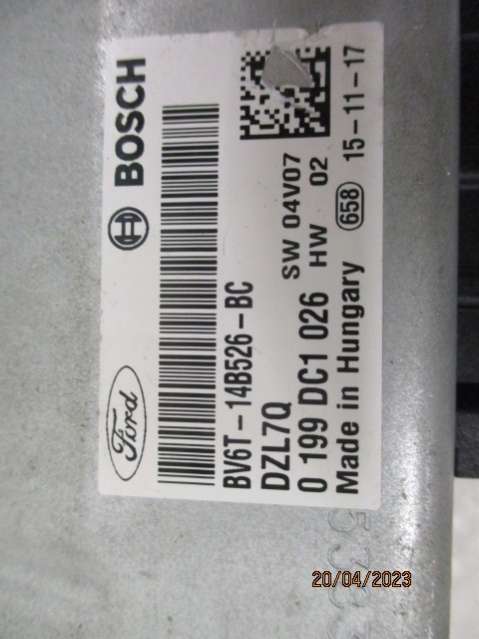 BOSCH
Ford
BV6T-14B526-BC
DZL7Q
SW 04V07
0 199 DC1 026
HW 02
Made in Hungary
658
15-11-17
20/04/2023